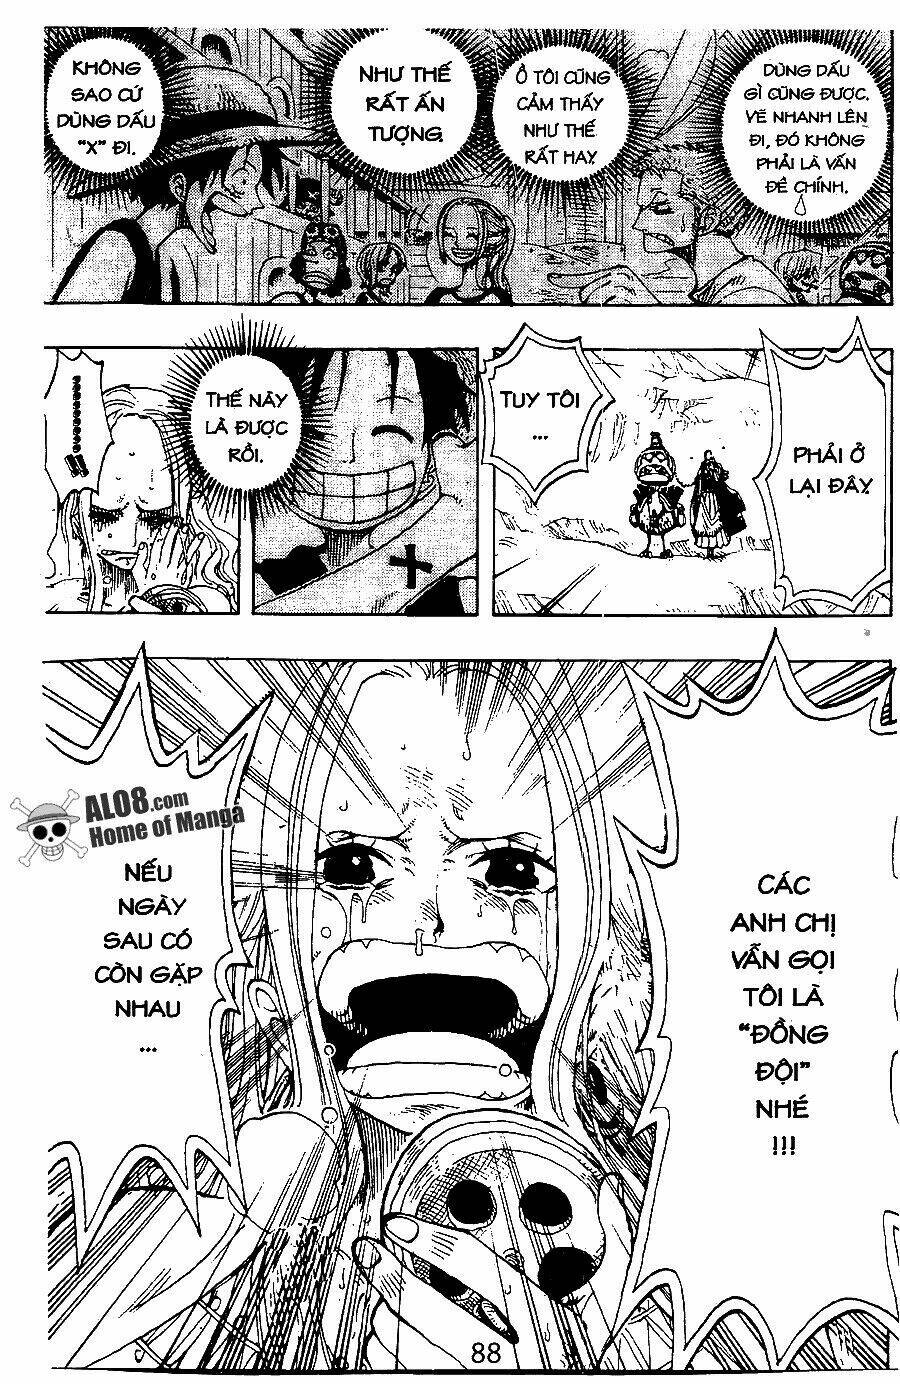 KHÔNG
SAO CỨ
DÙNG DẤU
"X" ĐI.
NHƯ THẾ
RẤT ẤN
TƯỢNG.
Ồ TÔI CŨNG
CẢM THẤY
NHƯ THẾ
RẤT HAY.
DÙNG DẤU
GÌ CŨNG ĐƯỢC.
VẼ NHANH LÊN
ĐI, ĐÓ KHÔNG
PHẢI LÀ VẤN
ĐỀ CHÍNH.
..........!!
THẾ NÀY
LÀ ĐƯỢC
RỒI.
TUY TÔI
...
PHẢI Ở
LẠI ĐÂY.
AL08.com
Home of Manga
NẾU
NGÀY
SAU CÓ
CÒN GẶP
NHAU
...
CÁC
ANH CHỊ
VẪN GỌI
TÔI LÀ
"ĐỒNG
ĐỘI"
NHÉ
!!!
88